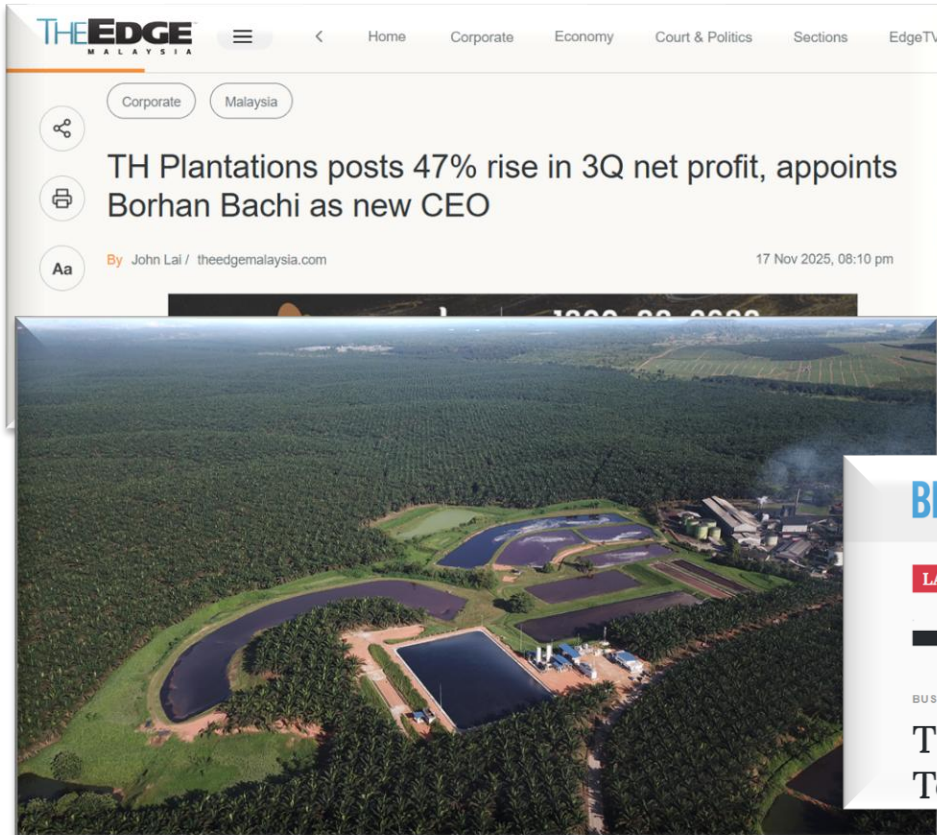 THE EDGE
MALAYSIA
Home Corporate Economy Court & Politics Sections EdgeTV
Corporate Malaysia
TH Plantations posts 47% rise in 3Q net profit, appoints
Borhan Bachi as new CEO
Aa
By John Lai / theedgemalaysia.com 17 Nov 2025, 08:10 pm